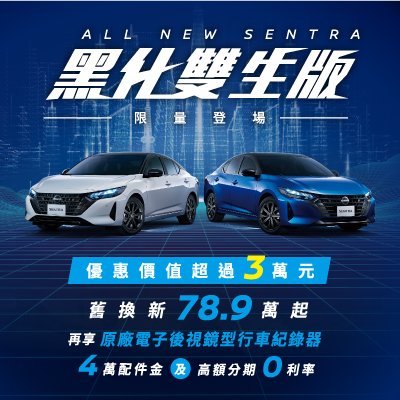 ALL NEW SENTRA
黑化雙生版
限量登場
SENTRA
SENTRA
優惠價值超過3萬元
舊換新78.9萬起
再享 原廠電子後視鏡型行車紀錄器
4萬配件金 及 高額分期 0 利率